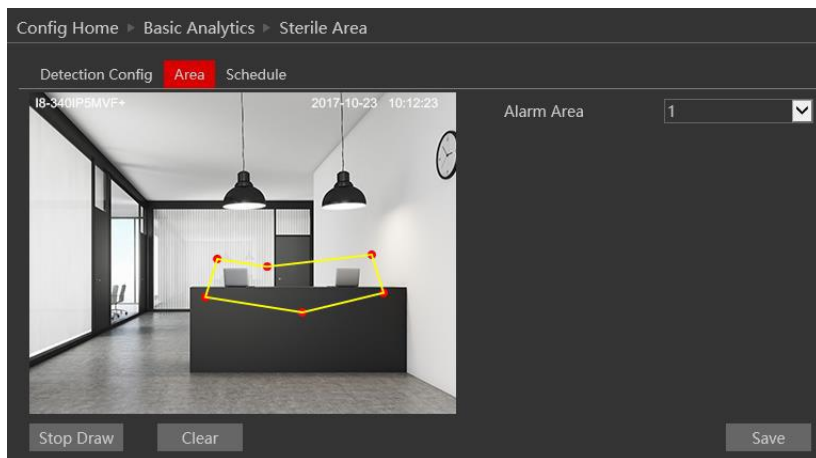 Config Home ▶ Basic Analytics ▶ Sterile Area
Detection Config Area Schedule
I8-340IP5MVF+ 2017-10-23 10:12:23
Alarm Area 1
Stop Draw Clear Save